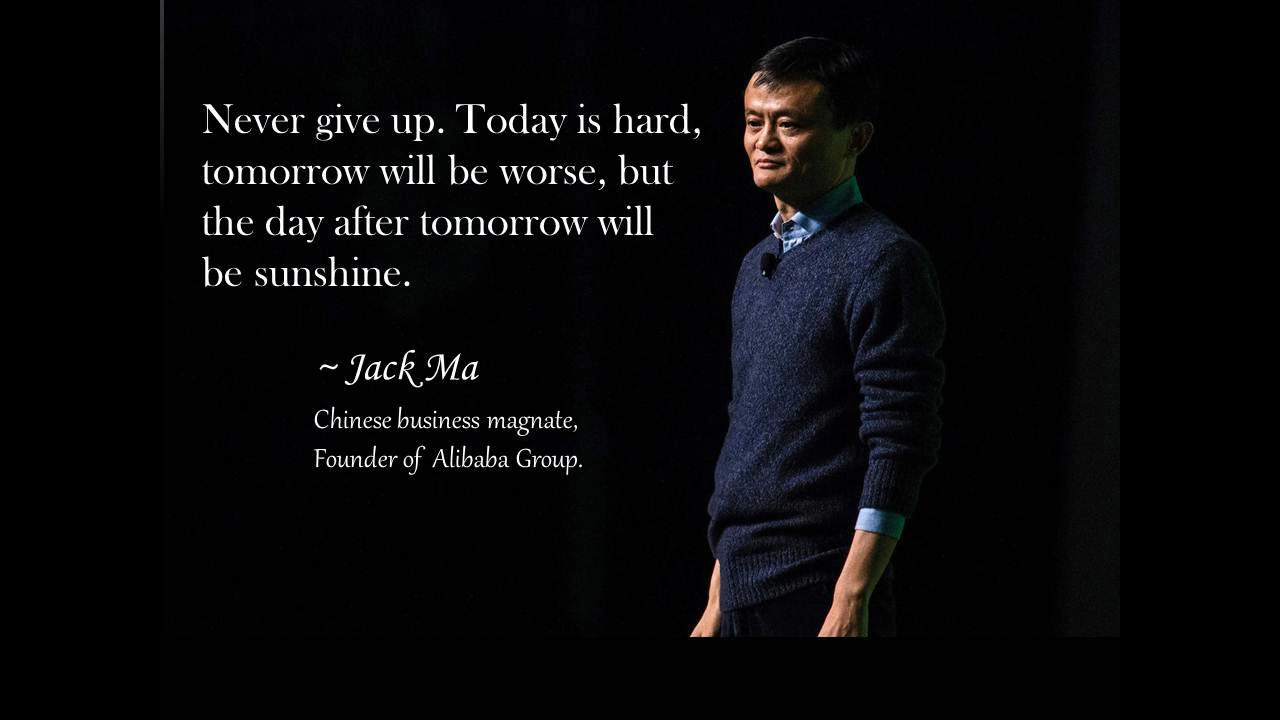 Never give up. Today is hard,
tomorrow will be worse, but
the day after tomorrow will
be sunshine.
~ Jack Ma
Chinese business magnate,
Founder of Alibaba Group.